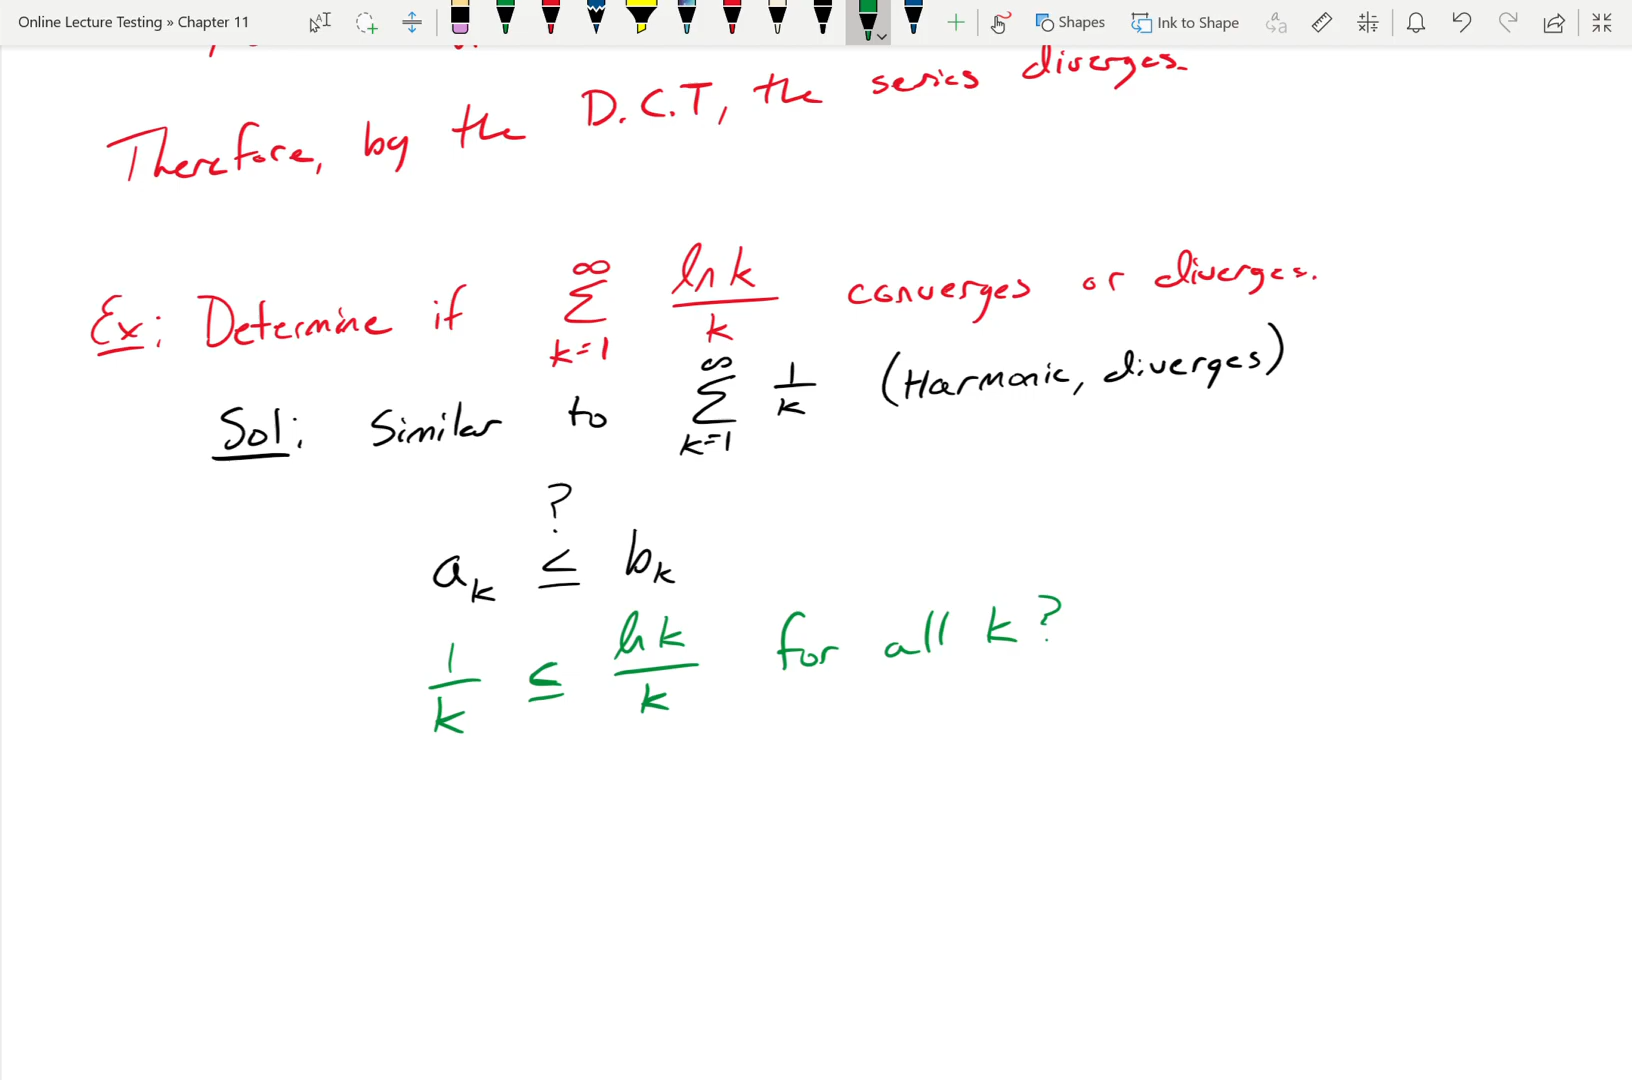 Online Lecture Testing » Chapter 11
Shapes
Ink to Shape
Therefore, by the D.C.T, the series diverges.
Ex: Determine if ∞ Σ k=1 ln k / k converges or diverges.
Sol: Similar to ∞ Σ k=1 1/k (Harmonic, diverges)
?
a_k ≤ b_k
1/k ≤ ln k / k for all k?